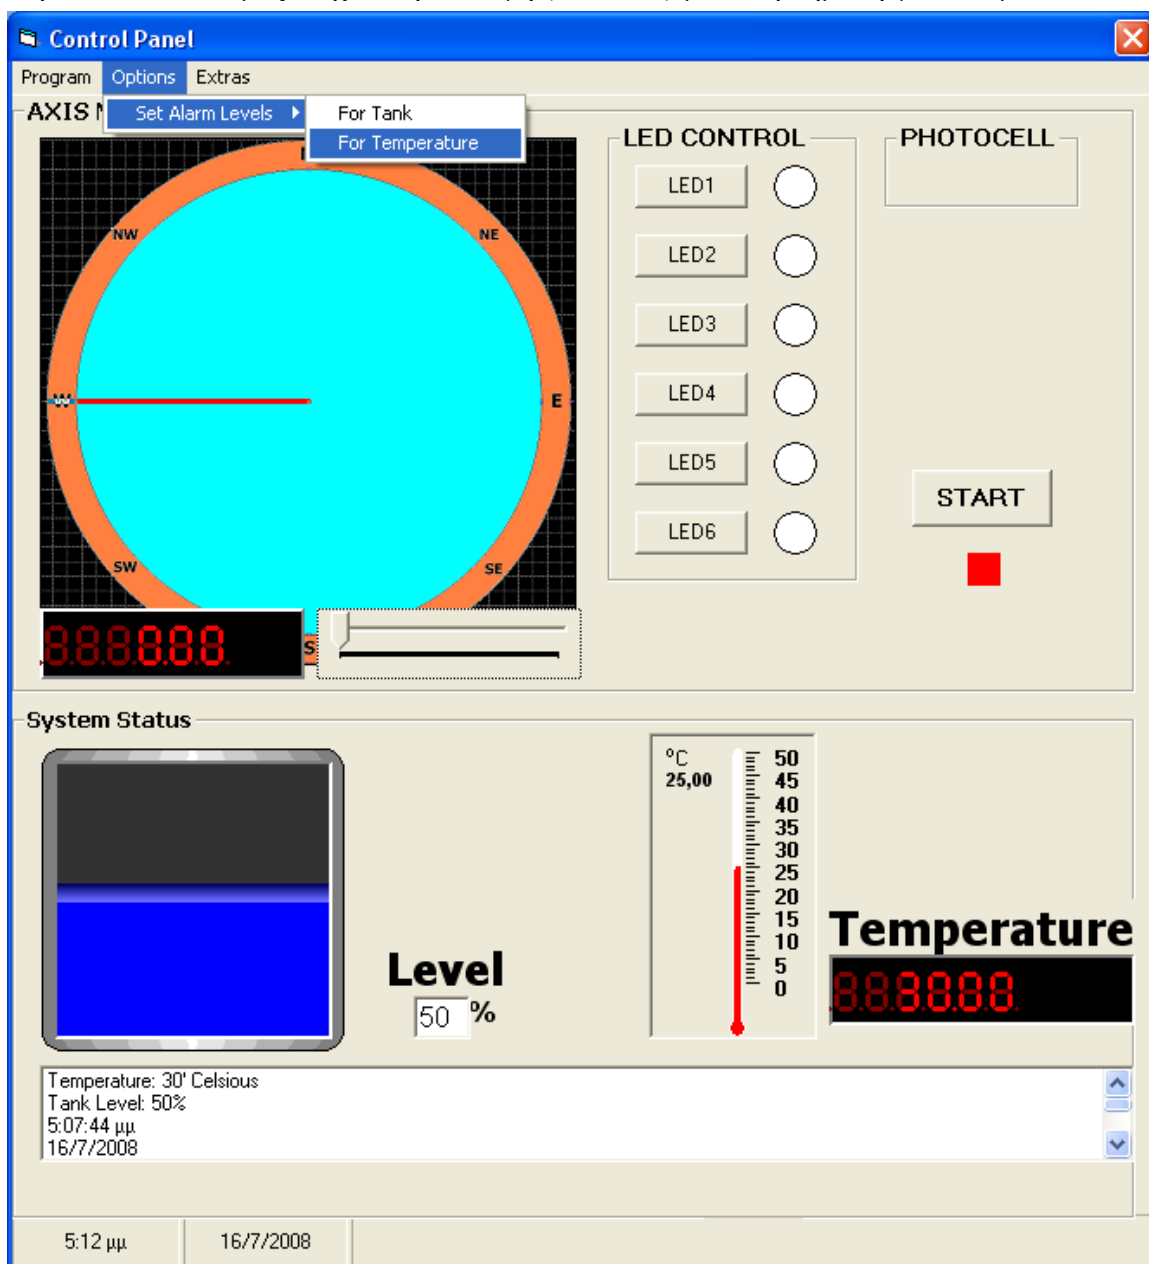 Control Panel
Program Options Extras
AXIS
Set Alarm Levels
For Tank
For Temperature
NW
NE
W
E
SW
SE
S
LED CONTROL
LED1
LED2
LED3
LED4
LED5
LED6
PHOTOCELL
START
System Status
Level
50 %
°C
25,00
50
45
40
35
30
25
20
15
10
5
0
Temperature
Temperature: 30' Celsious
Tank Level: 50%
5:07:44 μμ
16/7/2008
5:12 μμ
16/7/2008